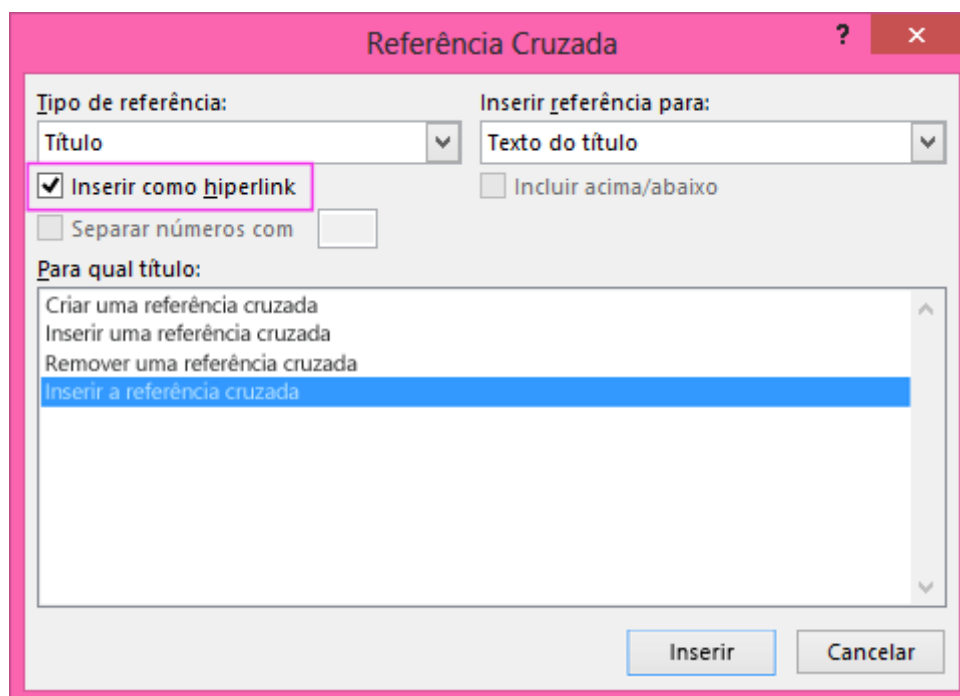 Referência Cruzada
?
Tipo de referência:
Inserir referência para:
Título
Texto do título
Inserir como hiperlink
Incluir acima/abaixo
Separar números com
Para qual título:
Criar uma referência cruzada
Inserir uma referência cruzada
Remover uma referência cruzada
Inserir a referência cruzada
Inserir
Cancelar